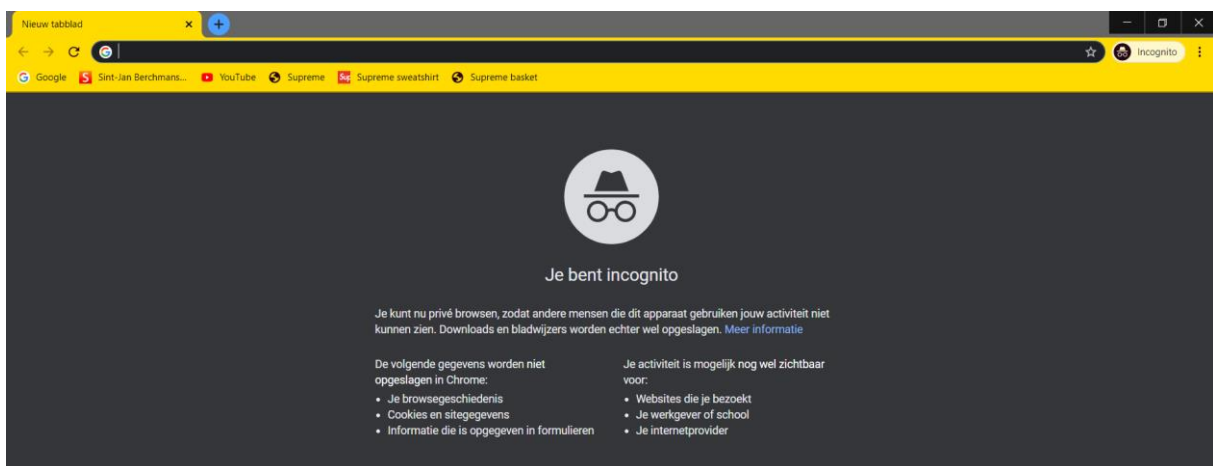 Nieuw tabblad
Incognito
Google Sint-Jan Berchmans... YouTube Supreme Supreme sweatshirt Supreme basket
Je bent incognito
Je kunt nu privé browsen, zodat andere mensen die dit apparaat gebruiken jouw activiteit niet
kunnen zien. Downloads en bladwijzers worden echter wel opgeslagen. Meer informatie
De volgende gegevens worden niet
opgeslagen in Chrome:
• Je browsegeschiedenis
• Cookies en sitegegevens
• Informatie die is opgegeven in formulieren
Je activiteit is mogelijk nog wel zichtbaar
voor:
• Websites die je bezoekt
• Je werkgever of school
• Je internetprovider